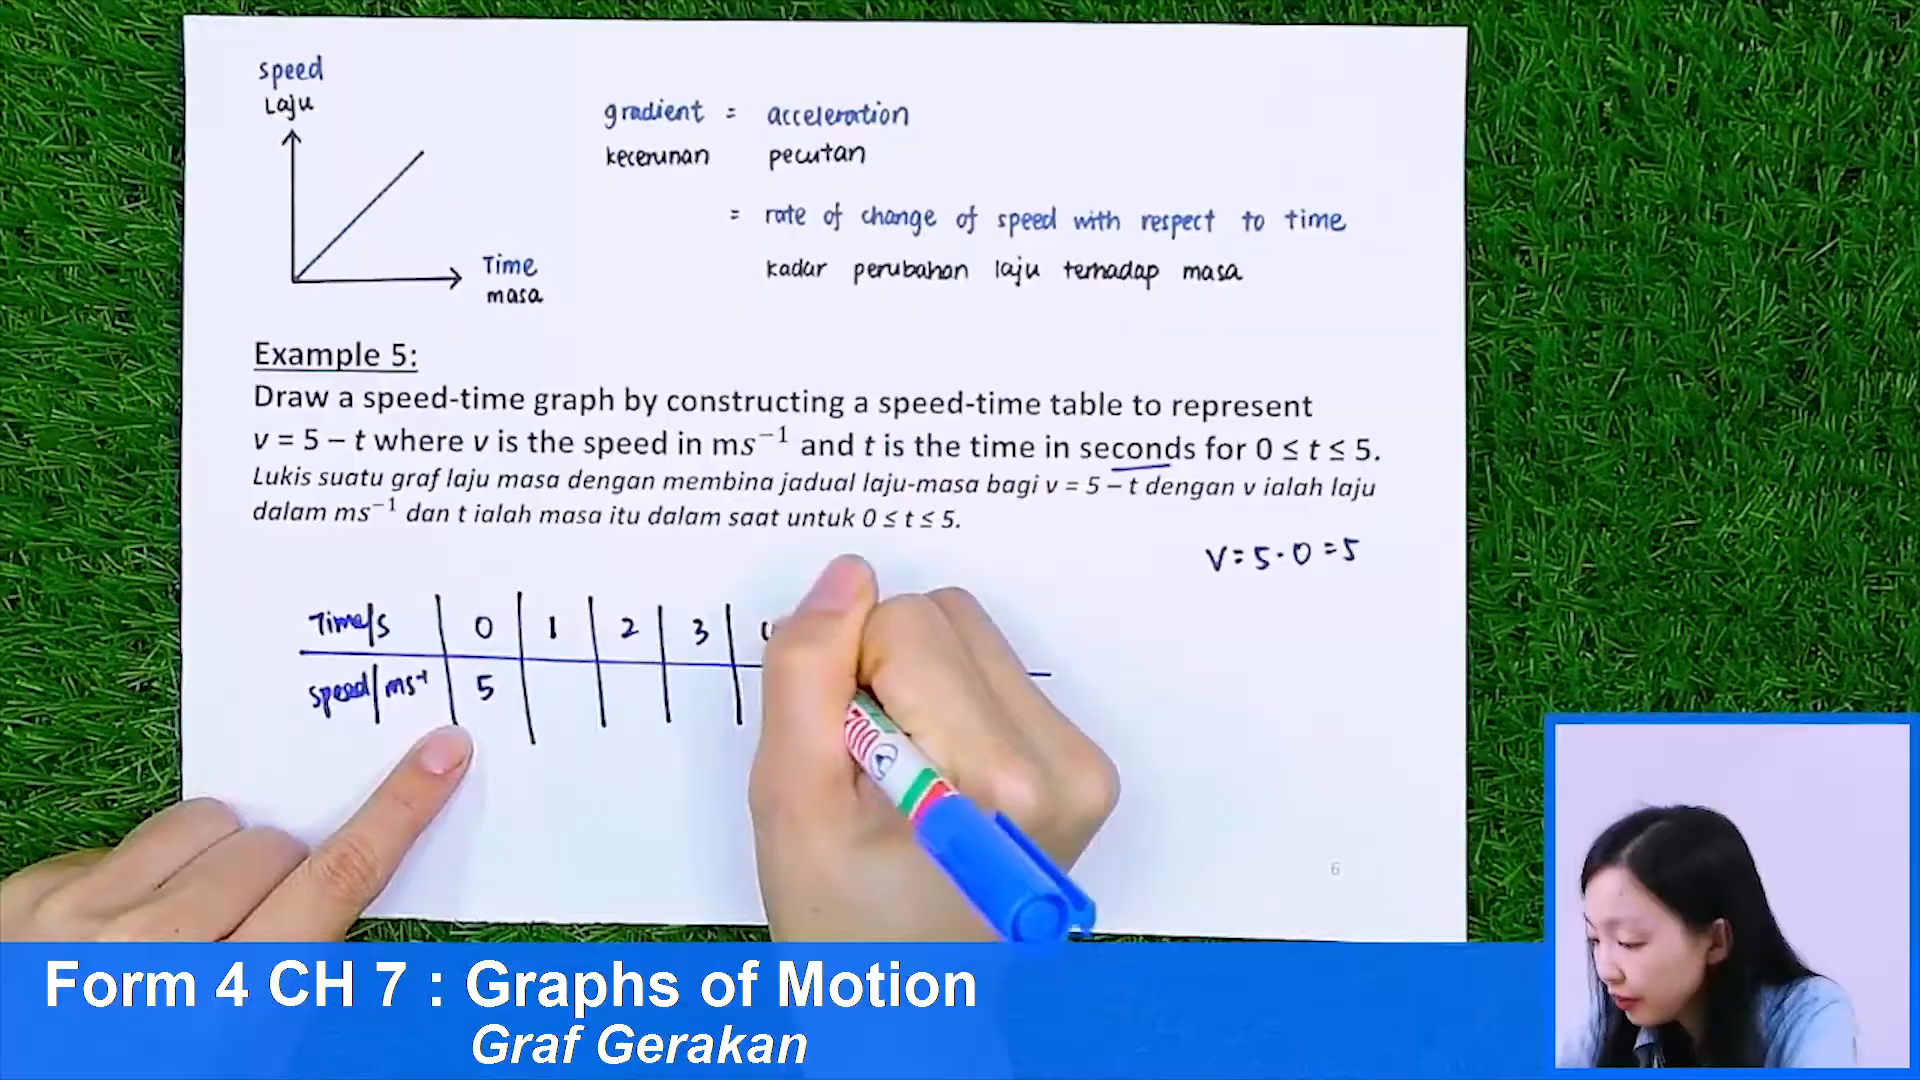 speed
Laju
gradient = acceleration
kecerunan pecutan
= rate of change of speed with respect to time
kadar perubahan laju terhadap masa
Time
masa
Example 5:
Draw a speed-time graph by constructing a speed-time table to represent
v = 5 – t where v is the speed in ms⁻¹ and t is the time in seconds for 0 ≤ t ≤ 5.
Lukis suatu graf laju masa dengan membina jadual laju-masa bagi v = 5 – t dengan v ialah laju
dalam ms⁻¹ dan t ialah masa itu dalam saat untuk 0 ≤ t ≤ 5.
V = 5 - 0 = 5
Time/s 0 1 2 3
speed/ms⁻¹ 5
6
Form 4 CH 7 : Graphs of Motion
Graf Gerakan